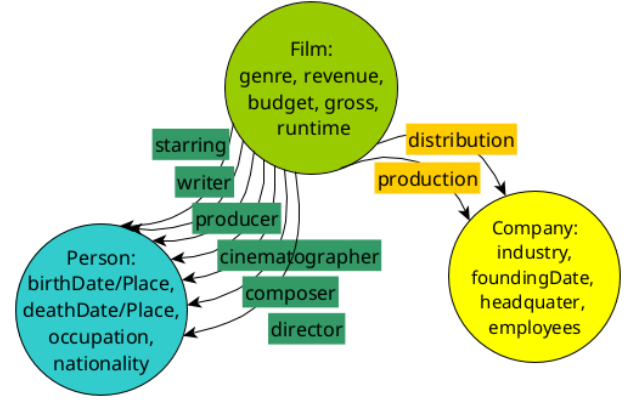 Film:
genre, revenue,
budget, gross,
runtime
starring
writer
producer
cinematographer
composer
director
distribution
production
Person:
birthDate/Place,
deathDate/Place,
occupation,
nationality
Company:
industry,
foundingDate,
headquater,
employees